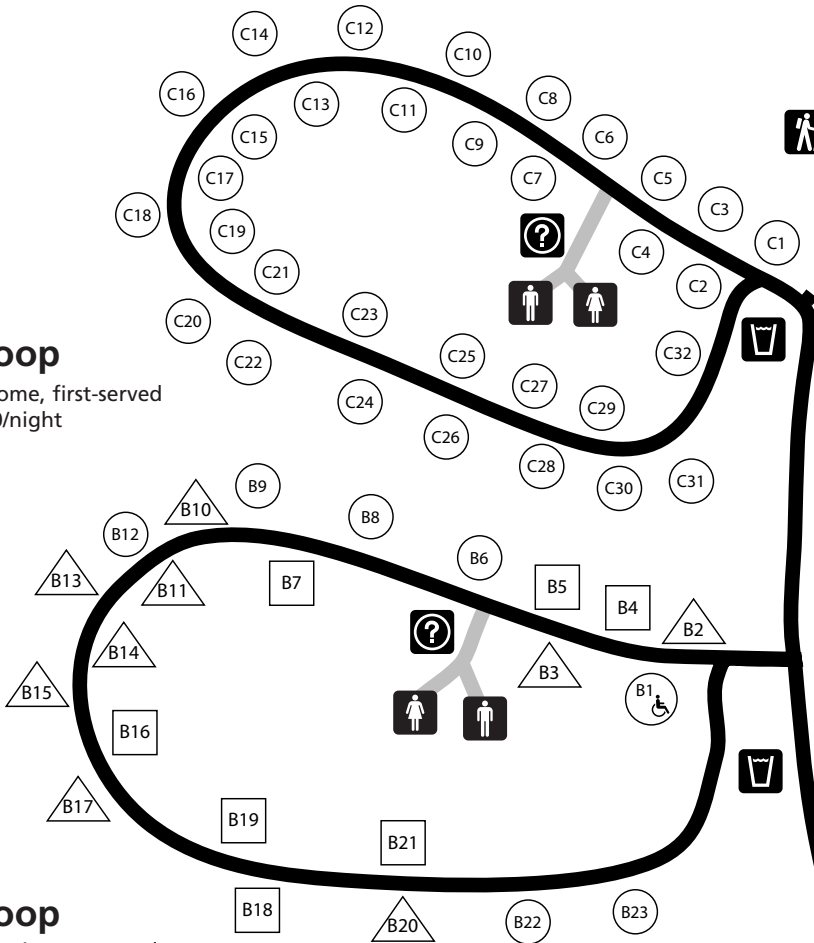 C12
C14
C10
C16
C8
C13
C11
C15
C6
C9
C7
C17
C5
C3
C18
C19
C1
?
C4
C21
C2
C23
C20
C32
C25
C22
C27
C24
C29
C26
C28
C31
C30
oop
ome, first-served
/night
B9
B10
B8
B12
B6
B13
B11
B7
B5
B4
B2
?
B14
B3
B15
B1
B16
B17
B19
B21
B18
B20
B22
B23
oop